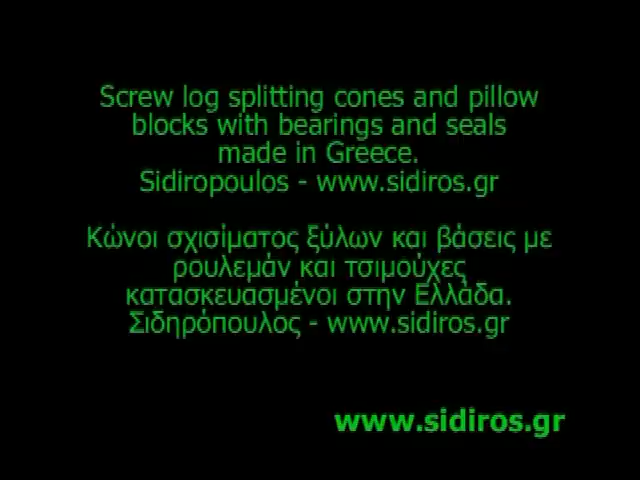 Screw log splitting cones and pillow
blocks with bearings and seals
made in Greece.
Sidiropoulos - www.sidiros.gr
Κώνοι σχισίματος ξύλων και βάσεις με
ρουλεμάν και τσιμούχες
κατασκευασμένοι στην Ελλάδα.
Σιδηρόπουλος - www.sidiros.gr
www.sidiros.gr